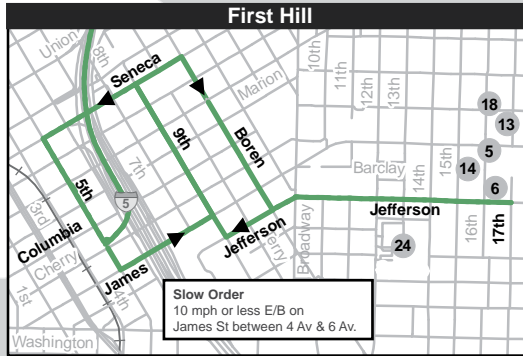 First Hill
Union
8th
Seneca
Marion
10th
11th
12th
13th
18
13
9th
Boren
7th
15th
5
14
Barclay
14th
5th
5
6
3rd
Jefferson
Columbia
Jefferson
Broadway
16th
17th
Cherry
24
1st
James
4th
Washington
Slow Order
10 mph or less E/B on
James St between 4 Av & 6 Av.